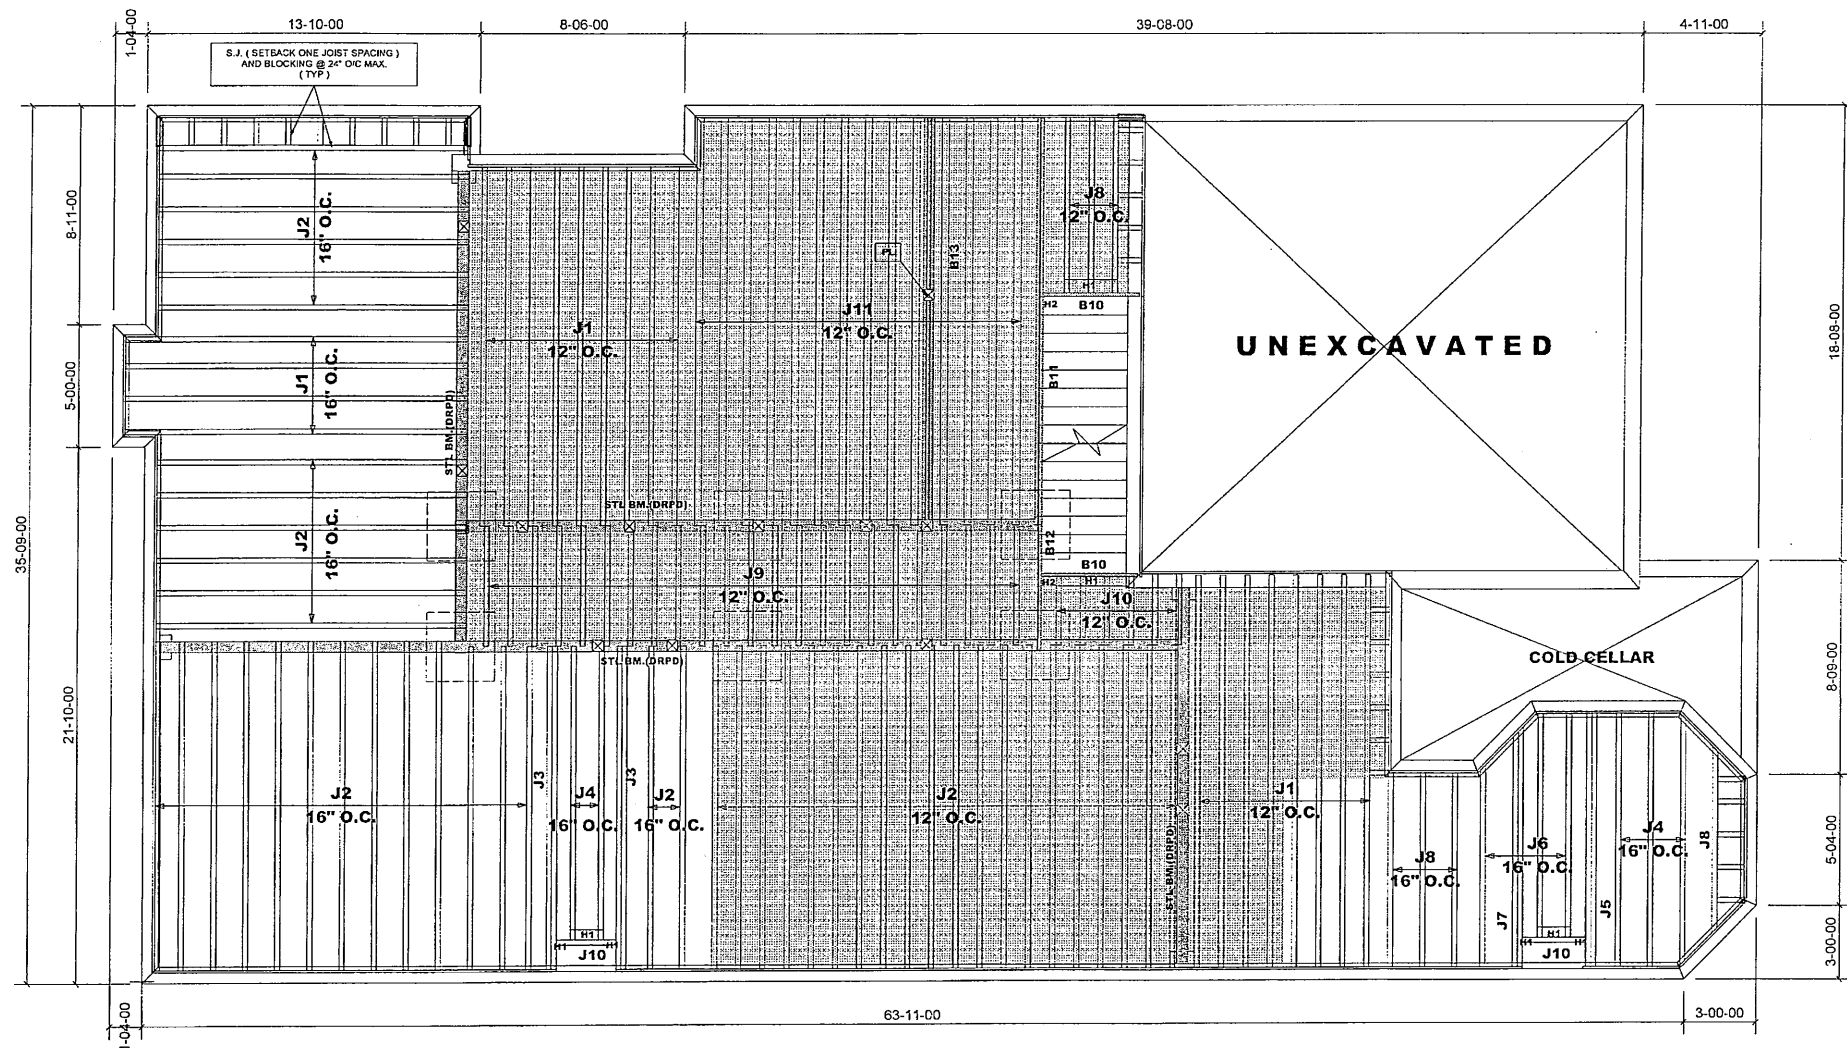 13-10-00
8-06-00
39-08-00
4-11-00
1-04-00
S.J. ( SETBACK ONE JOIST SPACING )
AND BLOCKING @ 24" O/C MAX.
( TYP )
8-11-00
5-00-00
35-09-00
21-10-00
J2
16" O.C.
J1
16" O.C.
STL BM.(DRPD)
J2
16" O.C.
J1
12" O.C.
J11
12" O.C.
PL
B13
J8
12" O.C.
H1
H2
B10
B11
UNEXCAVATED
18-08-00
STL BM.(DRPD)
B12
B10
H2
H1
J9
12" O.C.
J10
12" O.C.
STL BM.(DRPD)
COLD CELLAR
8-09-00
J2
16" O.C.
J3
J4
16" O.C.
J3
J2
16" O.C.
J2
12" O.C.
J1
12" O.C.
STL BM.(DRPD)
J8
16" O.C.
J6
16" O.C.
J4
16" O.C.
J8
5-04-00
J7
J5
H1
H1
H1
J10
H1
H1
H1
J10
3-00-00
1-04-00
63-11-00
3-00-00